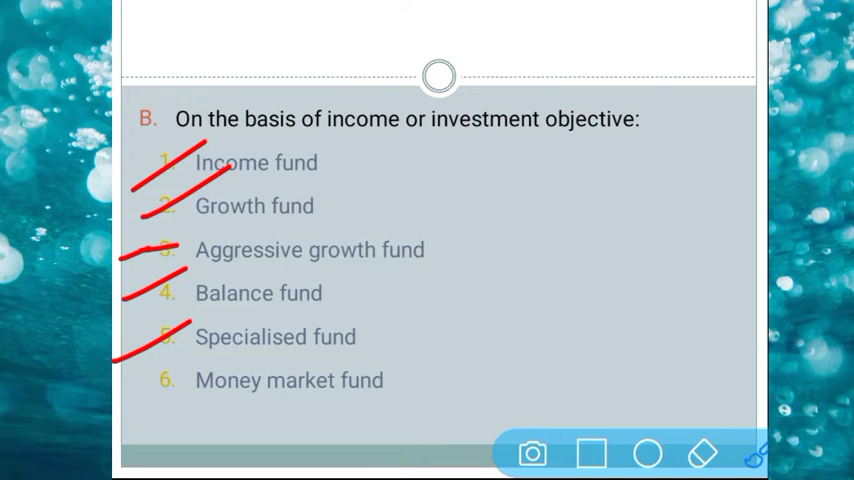 B. On the basis of income or investment objective:
1. Income fund
2. Growth fund
3. Aggressive growth fund
4. Balance fund
5. Specialised fund
6. Money market fund